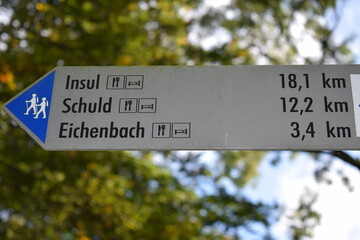 Insul 18,1 km
Schuld 12,2 km
Eichenbach 3,4 km